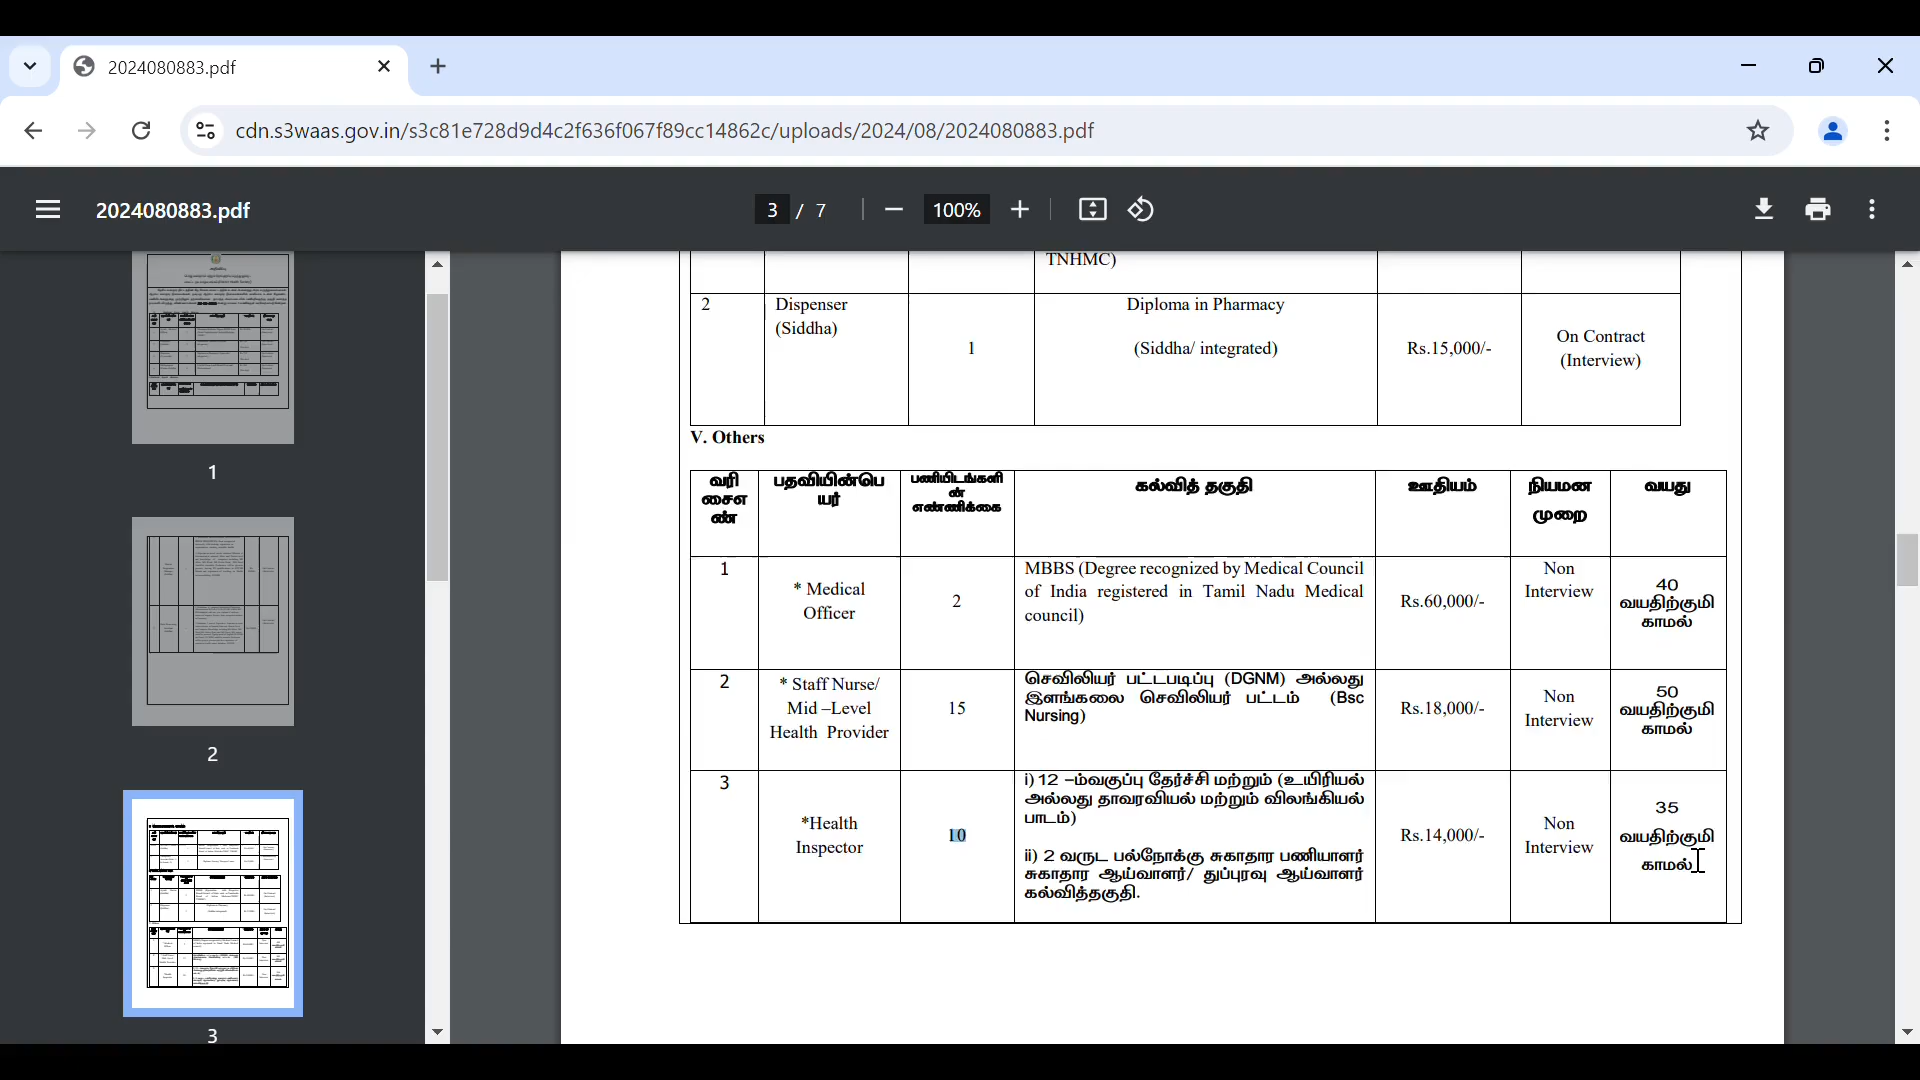 2024080883.pdf
cdn.s3waas.gov.in/s3c81e728d9d4c2f636f067f89cc14862c/uploads/2024/08/2024080883.pdf
2024080883.pdf
3 / 7
100%
1
2
3
TNHMC)
2
Dispenser
(Siddha)
1
Diploma in Pharmacy
(Siddha/ integrated)
Rs.15,000/-
On Contract
(Interview)
V. Others
வரி
சைஎ
ண்
பதவியின்பெ
யர்
பணியிடங்களி
ன்
எண்ணிக்கை
கல்வித் தகுதி
ஊதியம்
நியமன
முறை
வயது
1
* Medical
Officer
2
MBBS (Degree recognized by Medical Council
of India registered in Tamil Nadu Medical
council)
Rs.60,000/-
Non
Interview
40
வயதிற்குமி
காமல்
2
* Staff Nurse/
Mid –Level
Health Provider
15
செவிலியர் பட்டபடிப்பு (DGNM) அல்லது
இளங்கலை செவிலியர் பட்டம் (Bsc
Nursing)
Rs.18,000/-
Non
Interview
50
வயதிற்குமி
காமல்
3
*Health
Inspector
10
i) 12 –ம்வகுப்பு தேர்ச்சி மற்றும் (உயிரியல்
அல்லது தாவரவியல் மற்றும் விலங்கியல்
பாடம்)
ii) 2 வருட பல்நோக்கு சுகாதார பணியாளர்
சுகாதார ஆய்வாளர்/ துப்புரவு ஆய்வாளர்
கல்வித்தகுதி.
Rs.14,000/-
Non
Interview
35
வயதிற்குமி
காமல்